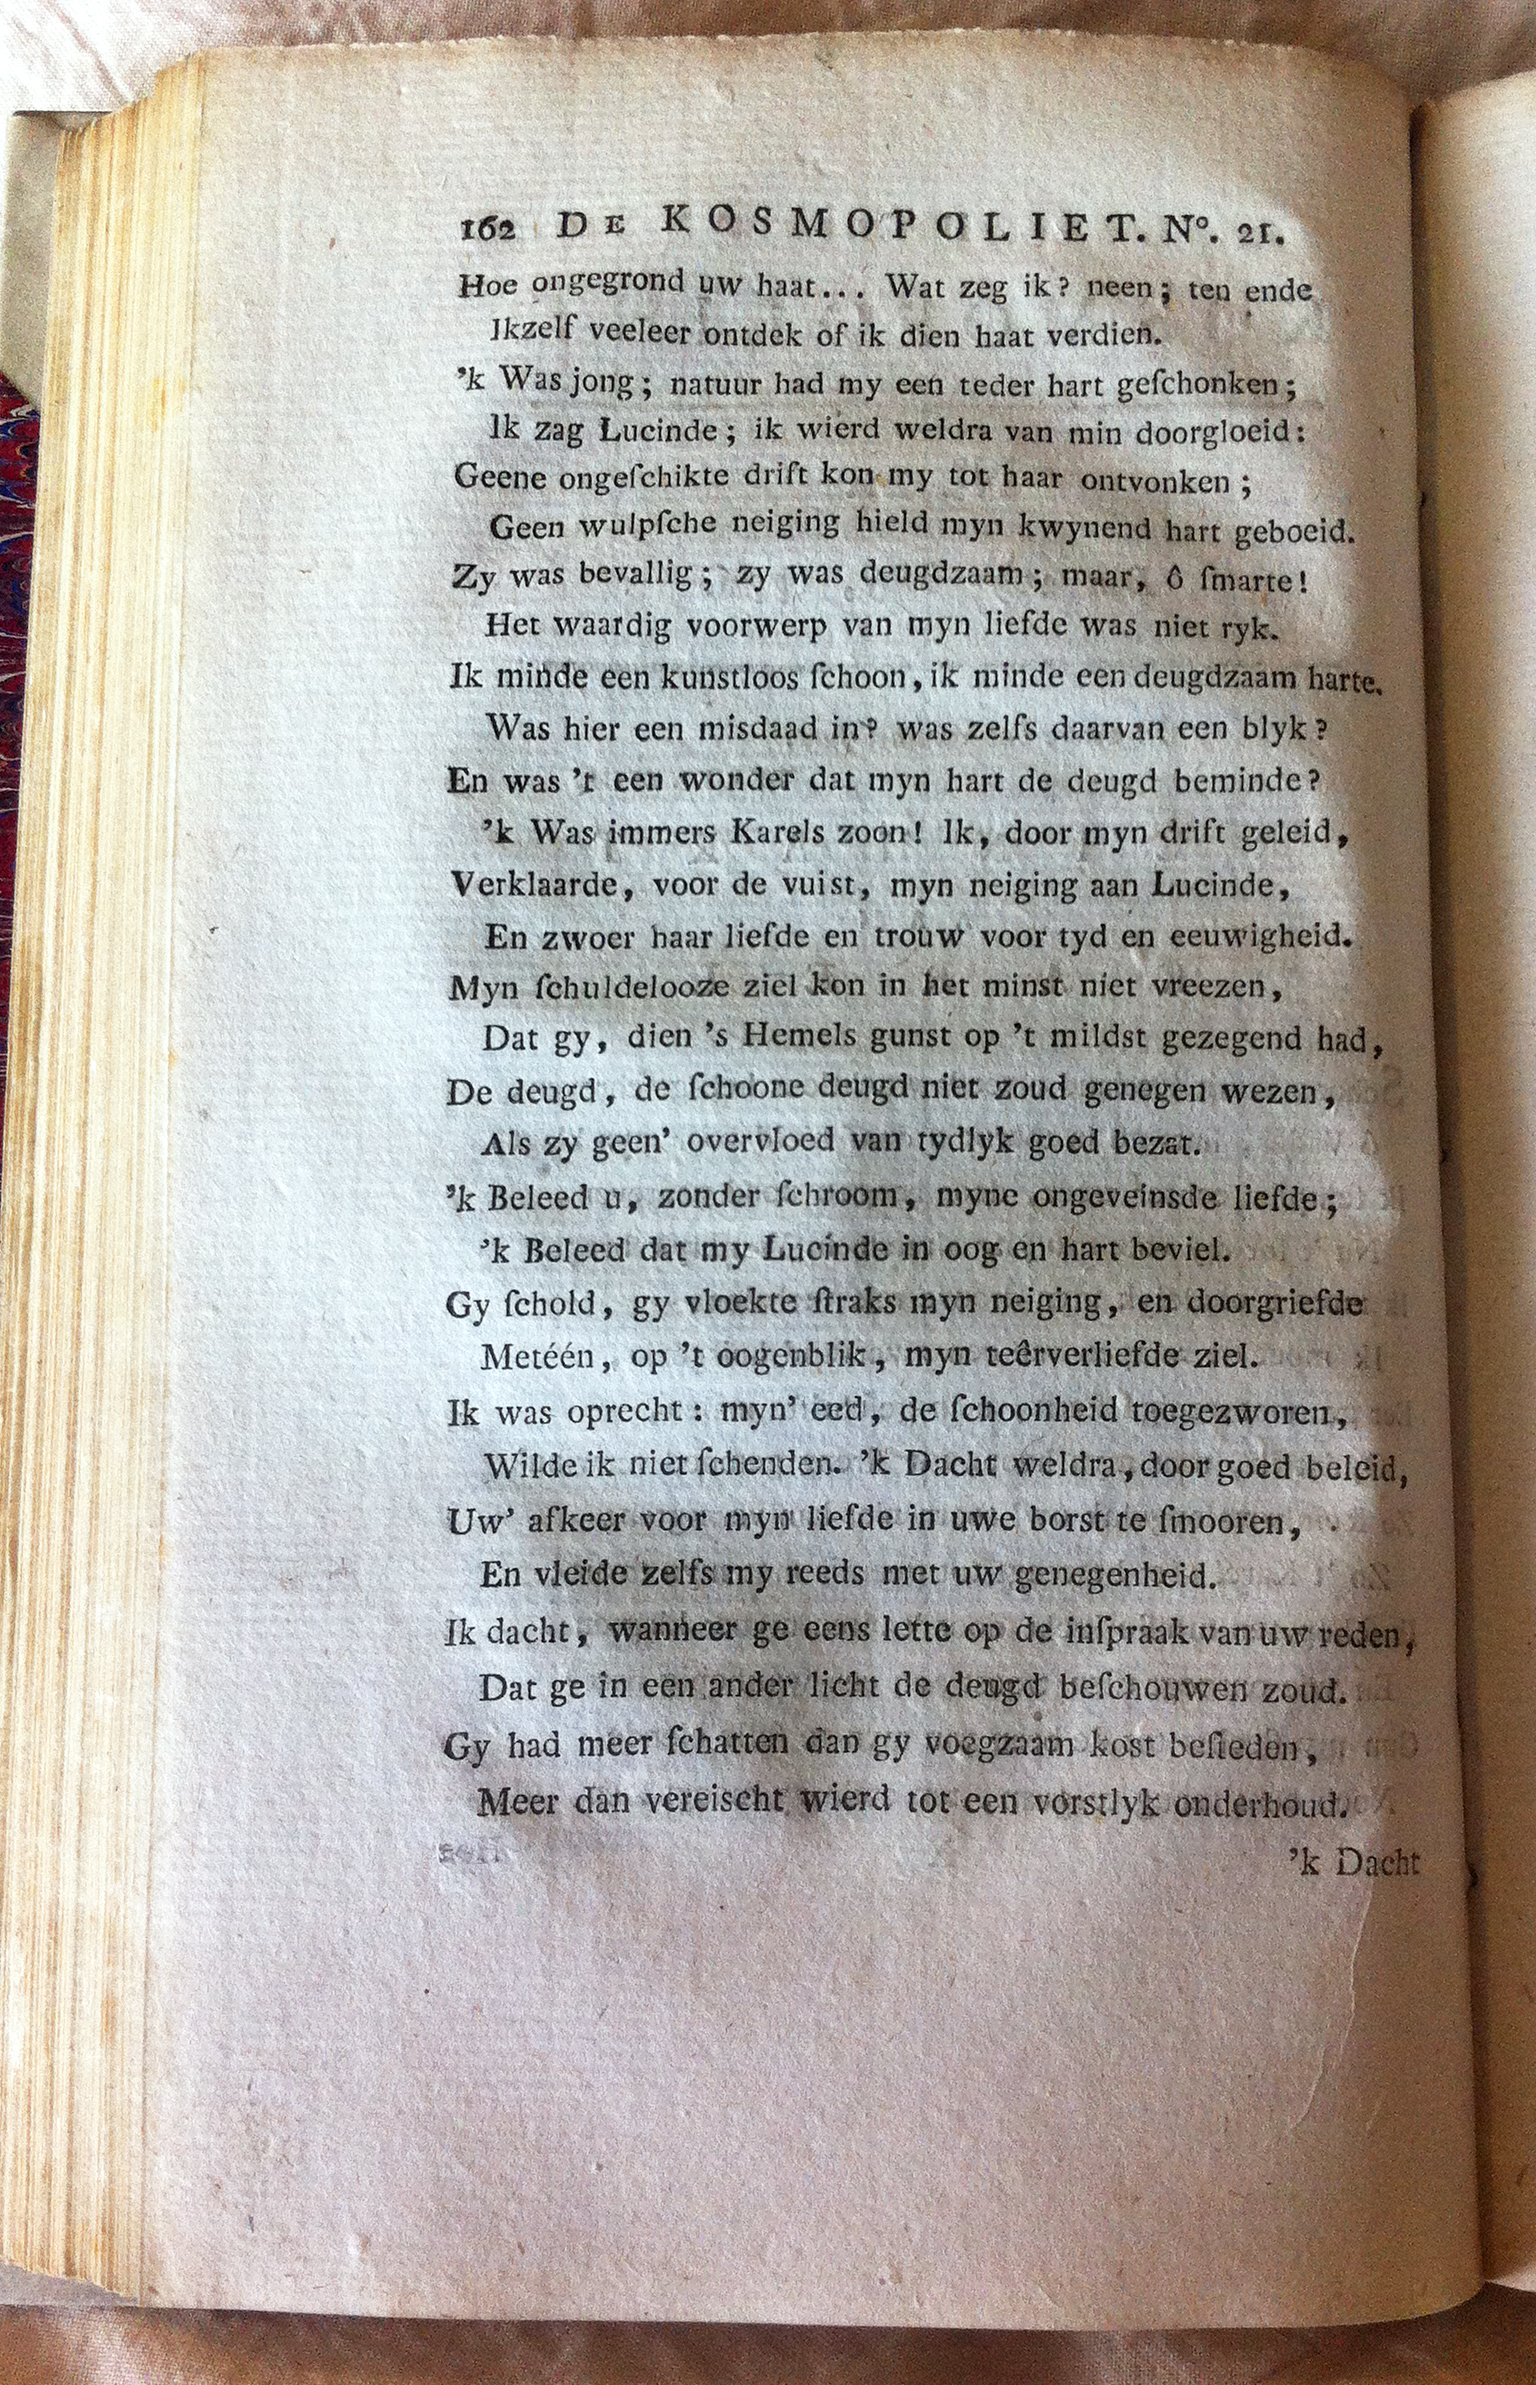 162 DE KOSMOPOLIET. Nº. 21.
Hoe ongegrond uw haat... Wat zeg ik? neen; ten ende
Ikzelf veeleer ontdek of ik dien haat verdien.
’k Was jong; natuur had my een teder hart geſchonken;
Ik zag Lucinde; ik wierd weldra van min doorgloeid:
Geene ongeſchikte drift kon my tot haar ontvonken;
Geen wulpſche neiging hield myn kwynend hart geboeid.
Zy was bevallig; zy was deugdzaam; maar, ô ſmarte!
Het waardig voorwerp van myn liefde was niet ryk.
Ik minde een kunstloos ſchoon, ik minde een deugdzaam harte.
Was hier een misdaad in? was zelfs daarvan een blyk?
En was ’t een wonder dat myn hart de deugd beminde?
’k Was immers Karels zoon! Ik, door myn drift geleid,
Verklaarde, voor de vuist, myn neiging aan Lucinde,
En zwoer haar liefde en trouw voor tyd en eeuwigheid.
Myn ſchuldelooze ziel kon in het minst niet vreezen,
Dat gy, dien ’s Hemels gunst op ’t mildst gezegend had,
De deugd, de ſchoone deugd niet zoud genegen wezen,
Als zy geen’ overvloed van tydlyk goed bezat.
’k Beleed u, zonder ſchroom, myne ongeveinsde liefde;
’k Beleed dat my Lucinde in oog en hart beviel.
Gy ſchold, gy vloekte ſtraks myn neiging, en doorgriefde
Metéén, op ’t oogenblik, myn teêrverliefde ziel.
Ik was oprecht: myn’ eed, de ſchoonheid toegezworen,
Wilde ik niet ſchenden. ’k Dacht weldra, door goed beleid,
Uw’ afkeer voor myn liefde in uwe borst te ſmooren,
En vleide zelfs my reeds met uw genegenheid.
Ik dacht, wanneer ge eens lette op de inſpraak van uw reden,
Dat ge in een ander licht de deugd beſchouwen zoud.
Gy had meer ſchatten dan gy voegzaam kost beſteden,
Meer dan vereischt wierd tot een vorstlyk onderhoud.
’k Dacht